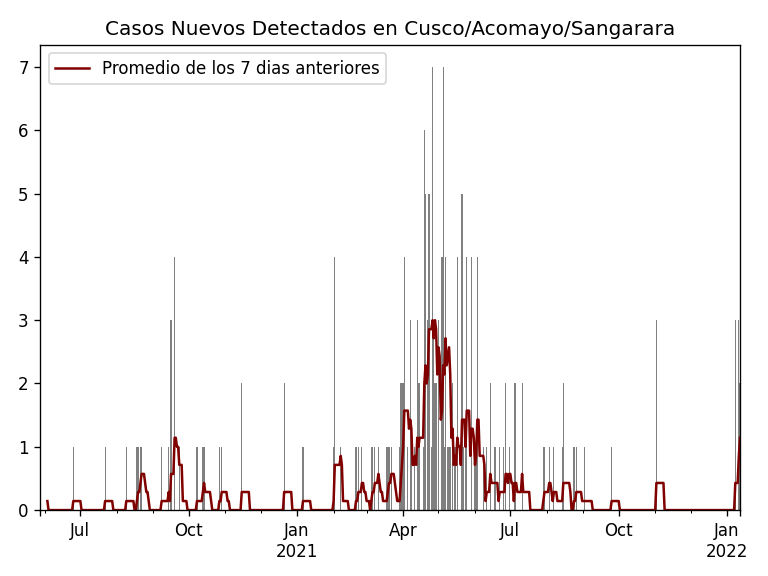 Casos Nuevos Detectados en Cusco/Acomayo/Sangarara
Promedio de los 7 dias anteriores
7
6
5
4
3
2
1
0
Jul
Oct
Jan
2021
Apr
Jul
Oct
Jan
2022